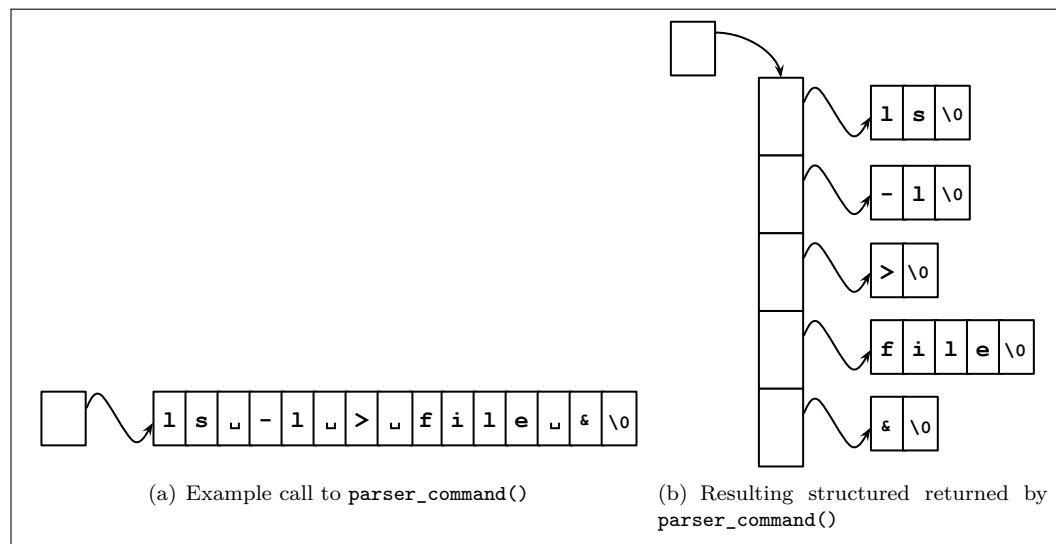 l s ␣ - l ␣ > ␣ f i l e ␣ & \0
(a) Example call to parser_command()
l s \0
- l \0
> \0
f i l e \0
& \0
(b) Resulting structured returned by
parser_command()